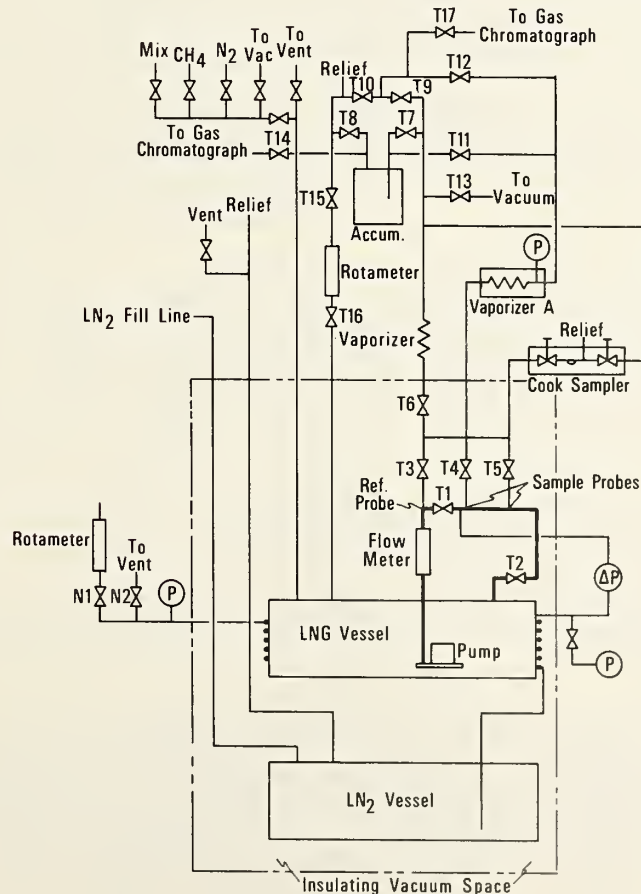 T17
To Gas
Chromatograph
To
Vent
To
Vac
N2
CH4
Mix
T12
Relief
T10
T9
T8
T7
To Gas
Chromatograph
T14
T11
T13
To
Vacuum
T15
Accum.
Vent
Relief
P
Rotameter
Vaporizer A
LN2 Fill Line
T16
Vaporizer
Relief
Cook Sampler
T6
T3
T4
T5
Sample Probes
Ref.
Probe
T1
Rotameter
To
Vent
Flow
Meter
T2
ΔP
N1
N2
P
LNG Vessel
Pump
P
LN2 Vessel
Insulating Vacuum Space